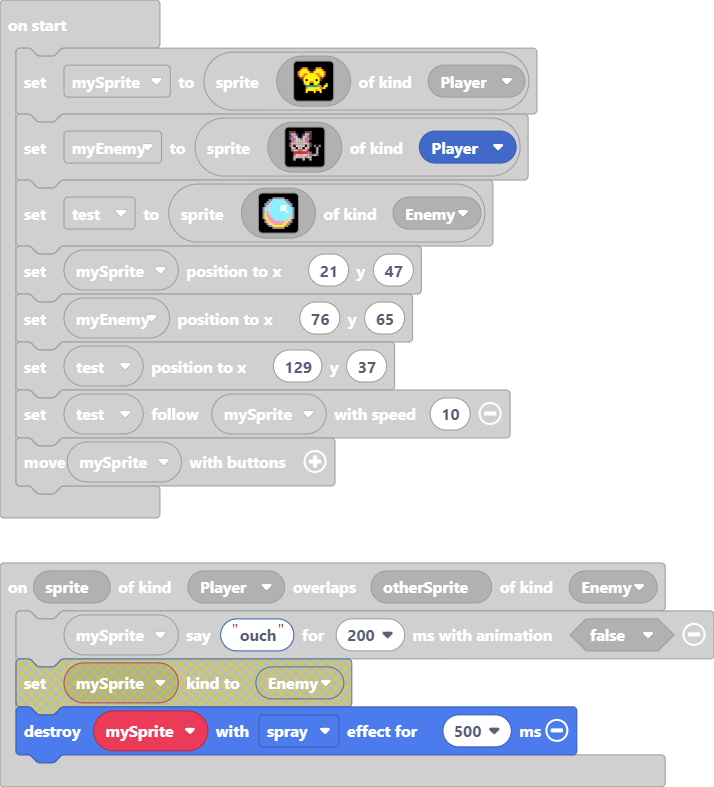 on start
set mySprite to sprite of kind Player
set myEnemy to sprite of kind Player
set test to sprite of kind Enemy
set mySprite position to x 21 y 47
set myEnemy position to x 76 y 65
set test position to x 129 y 37
set test follow mySprite with speed 10
move mySprite with buttons
on sprite of kind Player overlaps otherSprite of kind Enemy
mySprite say "ouch" for 200 ms with animation false
set mySprite kind to Enemy
destroy mySprite with spray effect for 500 ms